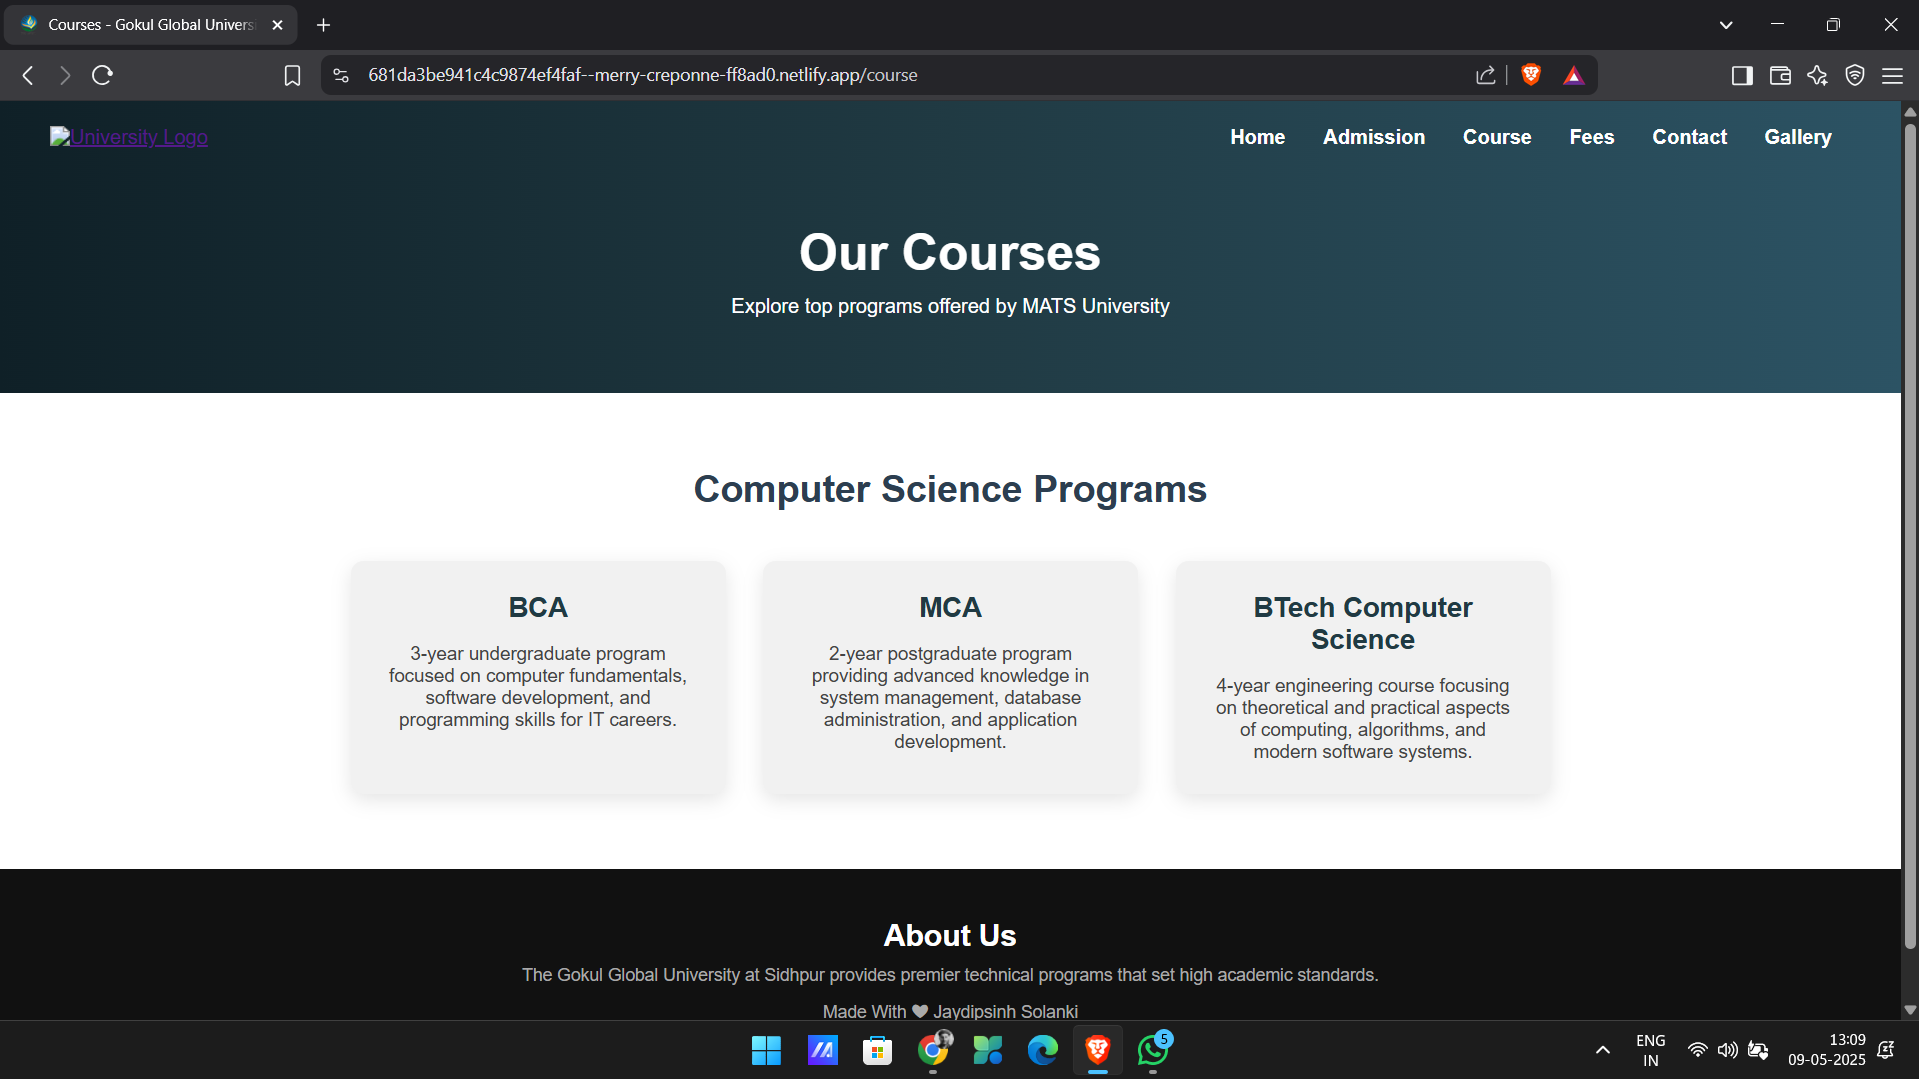 Courses - Gokul Global Univers
681da3be941c4c9874ef4faf--merry-creponne-ff8ad0.netlify.app/course
University Logo
Home Admission Course Fees Contact Gallery
Our Courses
Explore top programs offered by MATS University
Computer Science Programs
BCA
3-year undergraduate program
focused on computer fundamentals,
software development, and
programming skills for IT careers.
MCA
2-year postgraduate program
providing advanced knowledge in
system management, database
administration, and application
development.
BTech Computer
Science
4-year engineering course focusing
on theoretical and practical aspects
of computing, algorithms, and
modern software systems.
About Us
The Gokul Global University at Sidhpur provides premier technical programs that set high academic standards.
Made With 🖤 Jaydipsinh Solanki
5
ENG
IN
13:09
09-05-2025